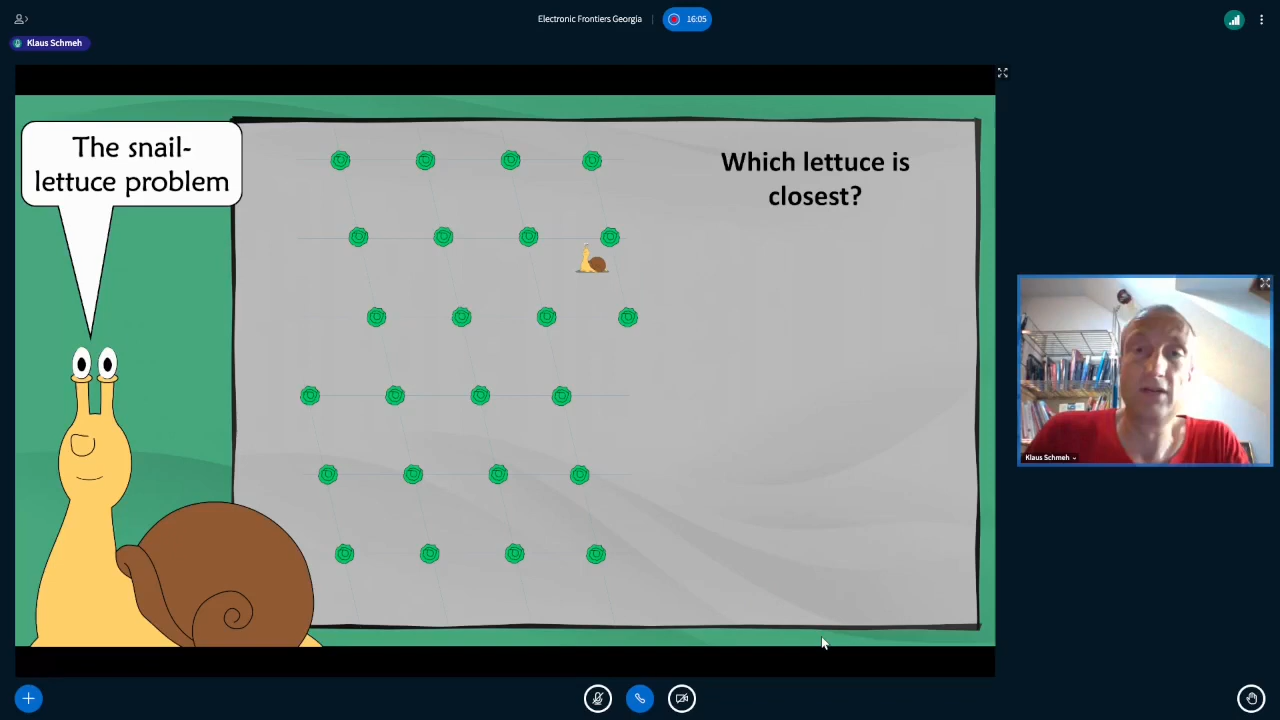 Electronic Frontiers Georgia
16:05
Klaus Schmeh
The snail-
lettuce problem
Which lettuce is
closest?
Klaus Schmeh